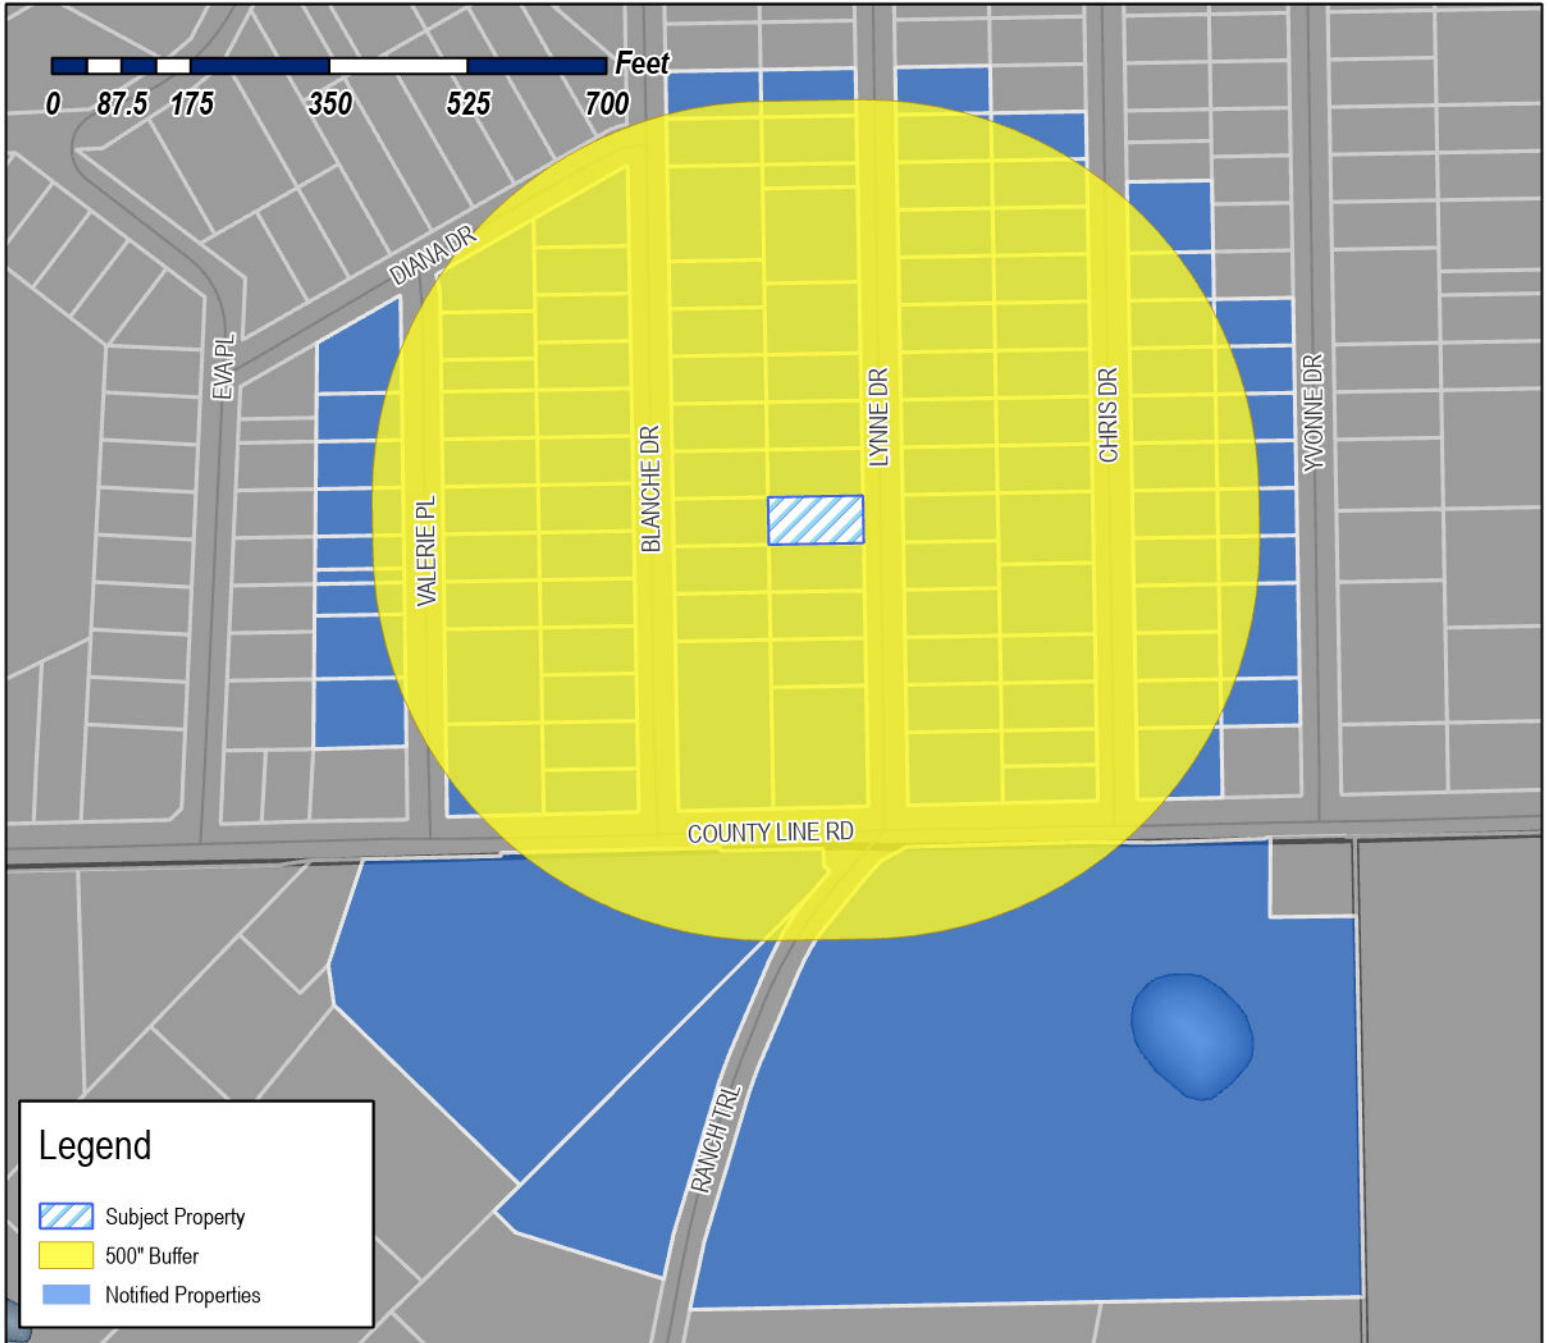 Feet
0 87.5 175 350 525 700
DIANA DR
EVA PL
VALERIE PL
BLANCHE DR
LYNNE DR
CHRIS DR
YVONNE DR
COUNTY LINE RD
RANCH TRL
Legend
Subject Property
500" Buffer
Notified Properties